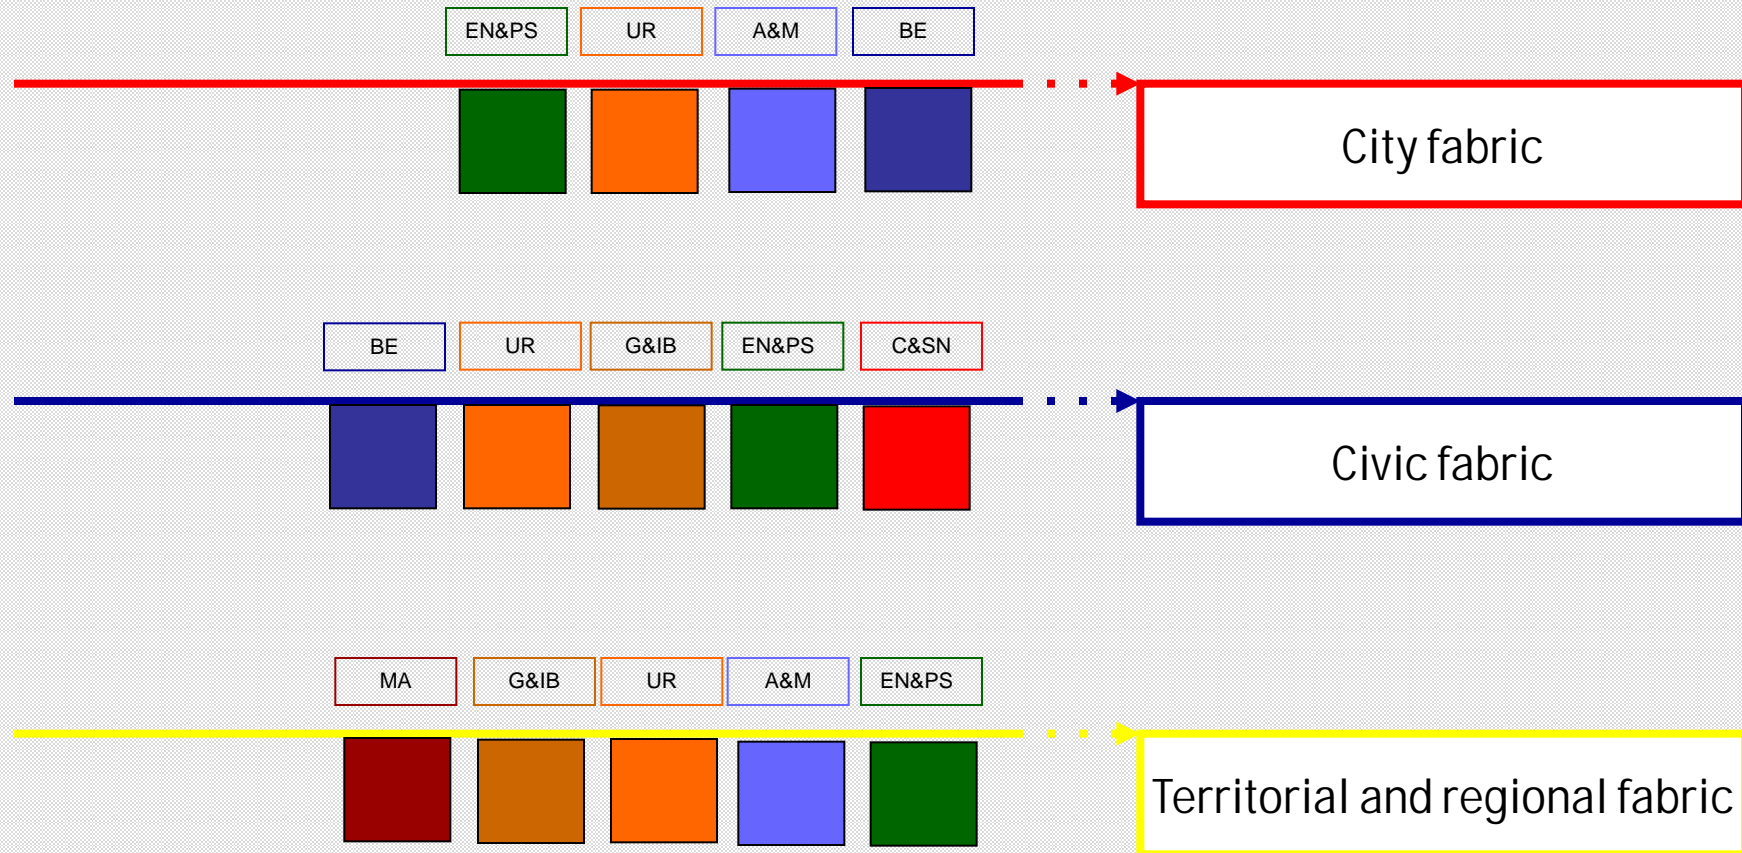 EN&PS UR A&M BE
City fabric
BE UR G&IB EN&PS C&SN
Civic fabric
MA G&IB UR A&M EN&PS
Territorial and regional fabric